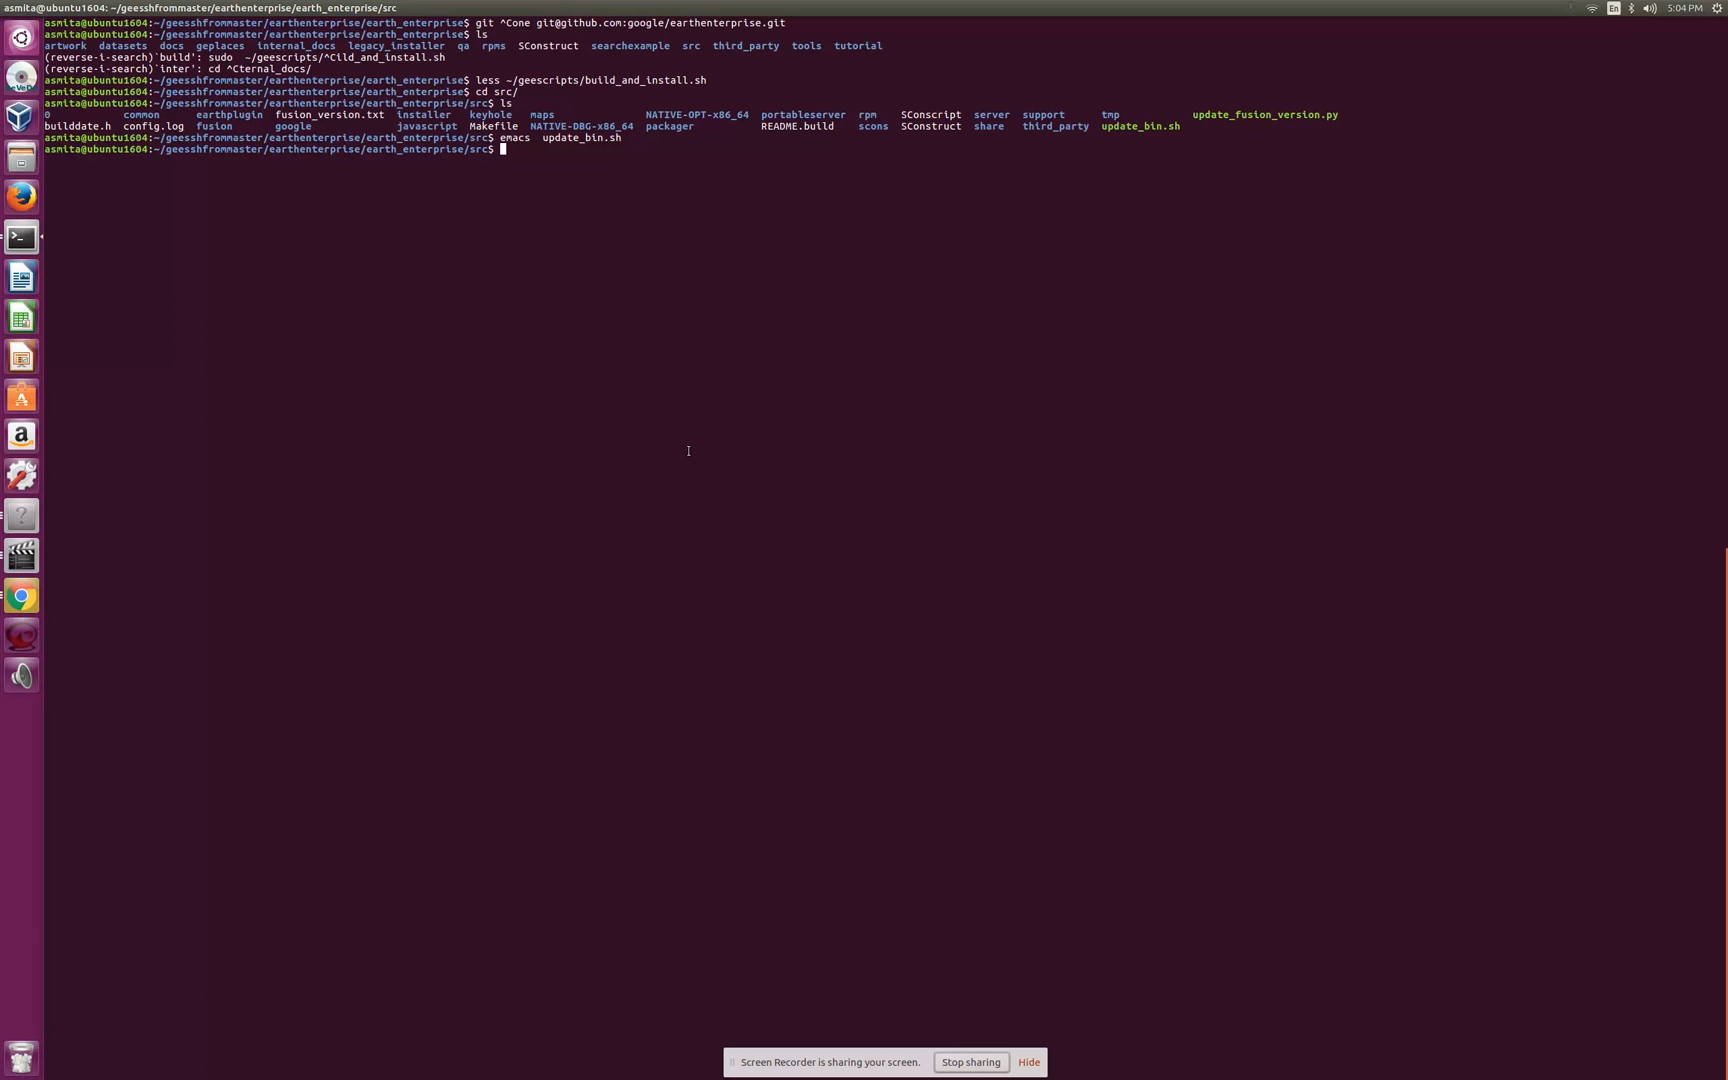 asmita@ubuntu1604: ~/geesshfrommaster/earthenterprise/earth_enterprise/src En 5:04 PM
asmita@ubuntu1604:~/geesshfrommaster/earthenterprise/earth_enterprise$ git ^Cone git@github.com:google/earthenterprise.git
asmita@ubuntu1604:~/geesshfrommaster/earthenterprise/earth_enterprise$ ls
artwork datasets docs geplaces internal_docs legacy_installer qa rpms SConstruct searchexample src third_party tools tutorial
(reverse-i-search)`build': sudo  ~/geescripts/^Cild_and_install.sh
(reverse-i-search)`inter': cd ^Cternal_docs/
asmita@ubuntu1604:~/geesshfrommaster/earthenterprise/earth_enterprise$ less ~/geescripts/build_and_install.sh
asmita@ubuntu1604:~/geesshfrommaster/earthenterprise/earth_enterprise$ cd src/
asmita@ubuntu1604:~/geesshfrommaster/earthenterprise/earth_enterprise/src$ ls
0 common earthplugin fusion_version.txt installer keyhole maps NATIVE-OPT-x86_64 portableserver rpm SConscript server support tmp update_fusion_version.py
builddate.h config.log fusion google javascript Makefile NATIVE-DBG-x86_64 packager README.build scons SConstruct share third_party update_bin.sh
asmita@ubuntu1604:~/geesshfrommaster/earthenterprise/earth_enterprise/src$ emacs  update_bin.sh
asmita@ubuntu1604:~/geesshfrommaster/earthenterprise/earth_enterprise/src$
Screen Recorder is sharing your screen. Stop sharing Hide